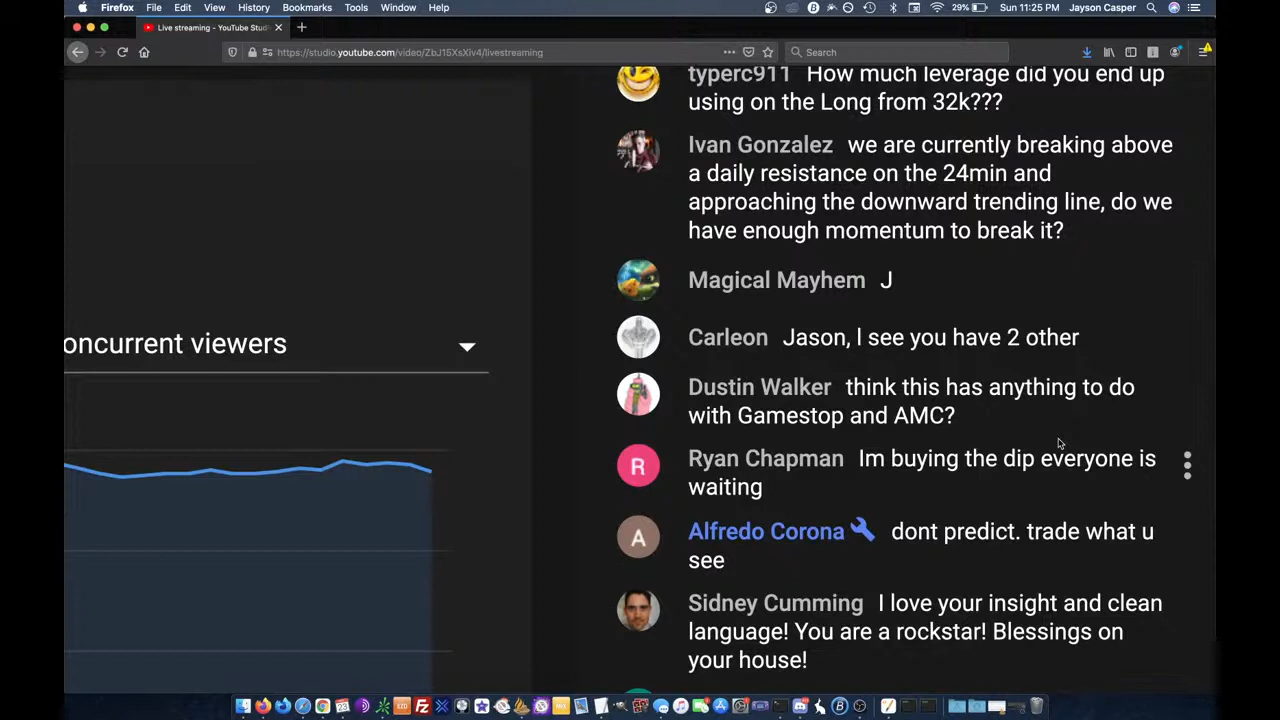 Firefox File Edit View History Bookmarks Tools Window Help 29% Sun 11:25 PM Jayson Casper
Live streaming - YouTube Stud
https://studio.youtube.com/video/ZbJ15XsXiv4/livestreaming
Search
typerc911 How much leverage did you end up
using on the Long from 32k???
Ivan Gonzalez we are currently breaking above
a daily resistance on the 24min and
approaching the downward trending line, do we
have enough momentum to break it?
Magical Mayhem J
oncurrent viewers
Carleon Jason, I see you have 2 other
Dustin Walker think this has anything to do
with Gamestop and AMC?
R
Ryan Chapman Im buying the dip everyone is
waiting
A
Alfredo Corona dont predict. trade what u
see
Sidney Cumming I love your insight and clean
language! You are a rockstar! Blessings on
your house!